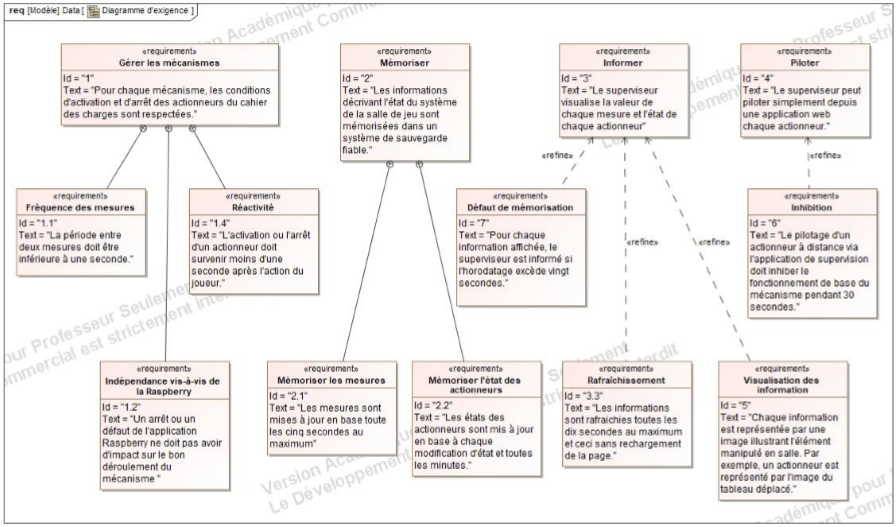 req [Modèle] Data [ Diagramme d'exigence ]
«requirement»
Gérer les mécanismes
Id = "1"
Text = "Pour chaque mécanisme, les conditions
d'activation et d'arrêt des actionneurs du cahier
des charges sont respectées."
«requirement»
Mémoriser
Id = "2"
Text = "Les informations
décrivant l'état du système
de la salle de jeu sont
mémorisées dans un
système de sauvegarde
fiable."
«requirement»
Informer
Id = "3"
Text = "Le superviseur
visualise la valeur de
chaque mesure et l'état de
chaque actionneur"
«requirement»
Piloter
Id = "4"
Text = "Le superviseur peut
piloter simplement depuis
une application web
chaque actionneur."
«refine»
«refine»
«requirement»
Fréquence des mesures
Id = "1.1"
Text = "La période entre
deux mesures doit être
inférieure à une seconde."
«requirement»
Réactivité
Id = "1.4"
Text = "L'activation ou l'arrêt
d'un actionneur doit
survenir moins d'une
seconde après l'action du
joueur."
«requirement»
Défaut de mémorisation
Id = "7"
Text = "Pour chaque
information affichée, le
superviseur est informé si
l'horodatage excède vingt
secondes."
«refine»
«refine»
«requirement»
Inhibition
Id = "6"
Text = "Le pilotage d'un
actionneur à distance via
l'application de supervision
doit inhiber le
fonctionnement de base du
mécanisme pendant 30
secondes."
«requirement»
Indépendance vis-à-vis de
la Raspberry
Id = "1.2"
Text = "Un arrêt ou un
défaut de l'application
Raspberry ne doit pas avoir
d'impact sur le bon
déroulement du
mécanisme "
«requirement»
Mémoriser les mesures
Id = "2.1"
Text = "Les mesures sont
mises à jour en base toute
les cinq secondes au
maximum"
«requirement»
Mémoriser l'état des
actionneurs
Id = "2.2"
Text = "Les états des
actionneurs sont mis à jour
en base à chaque
modification d'état et toutes
les minutes."
«requirement»
Rafraîchissement
Id = "3.3"
Text = "Les informations
sont rafraichies toutes les
dix secondes au maximum
et ceci sans rechargement
de la page."
«requirement»
Visualisation des
information
Id = "5"
Text = "Chaque information
est représentée par une
image illustrant l'élément
manipulé en salle. Par
exemple, un actionneur est
représenté par l'image du
tableau déplacé."